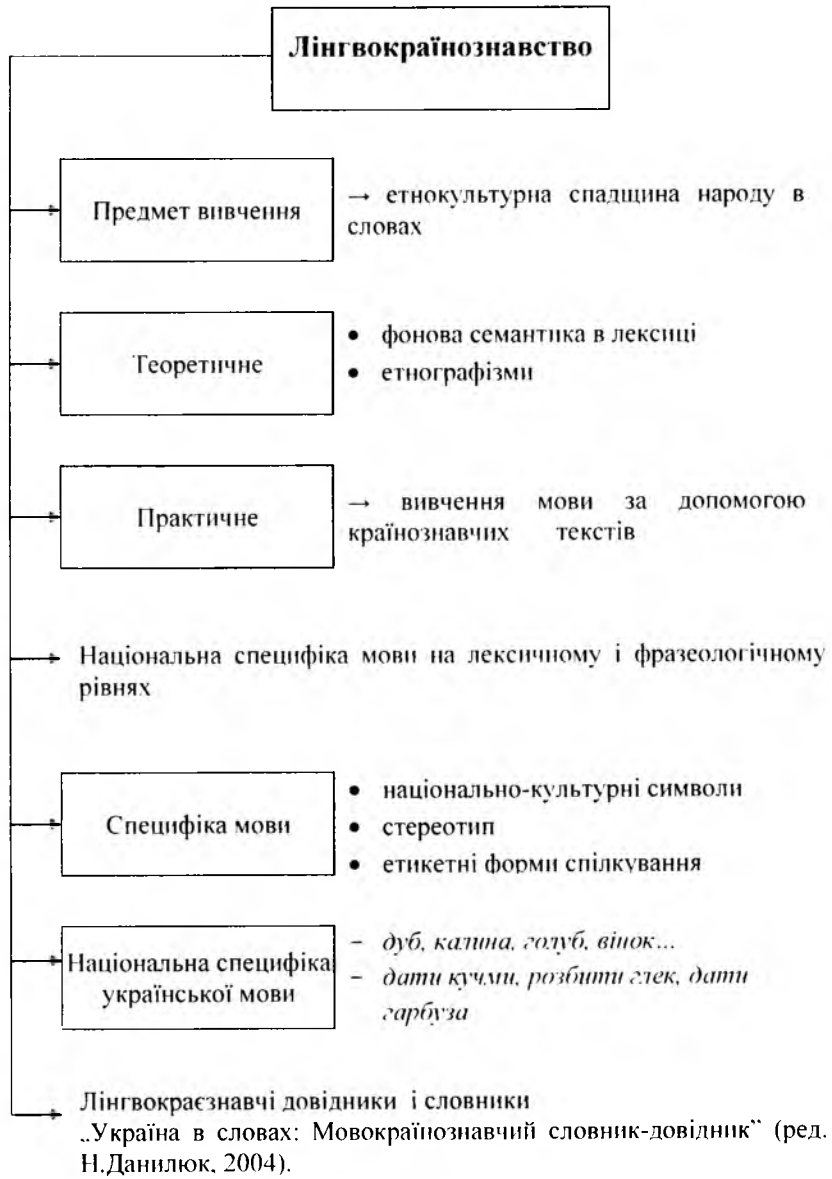 Лінгвокраїнознавство
Предмет вивчення
→ етнокультурна спадщина народу в
словах
Теоретичне
• фонова семантика в лексиці
• етнографізми
Практичне
→ вивчення мови за допомогою
країнознавчих текстів
Національна специфіка мови на лексичному і фразеологічному
рівнях
Специфіка мови
• національно-культурні символи
• стереотип
• етикетні форми спілкування
Національна специфіка
української мови
– дуб, калина, голуб, вінок...
– дати кучми, розбити глек, дати
гарбуза
Лінгвокраєзнавчі довідники і словники
„Україна в словах: Мовокраїнознавчий словник-довідник“ (ред.
Н.Данилюк, 2004).